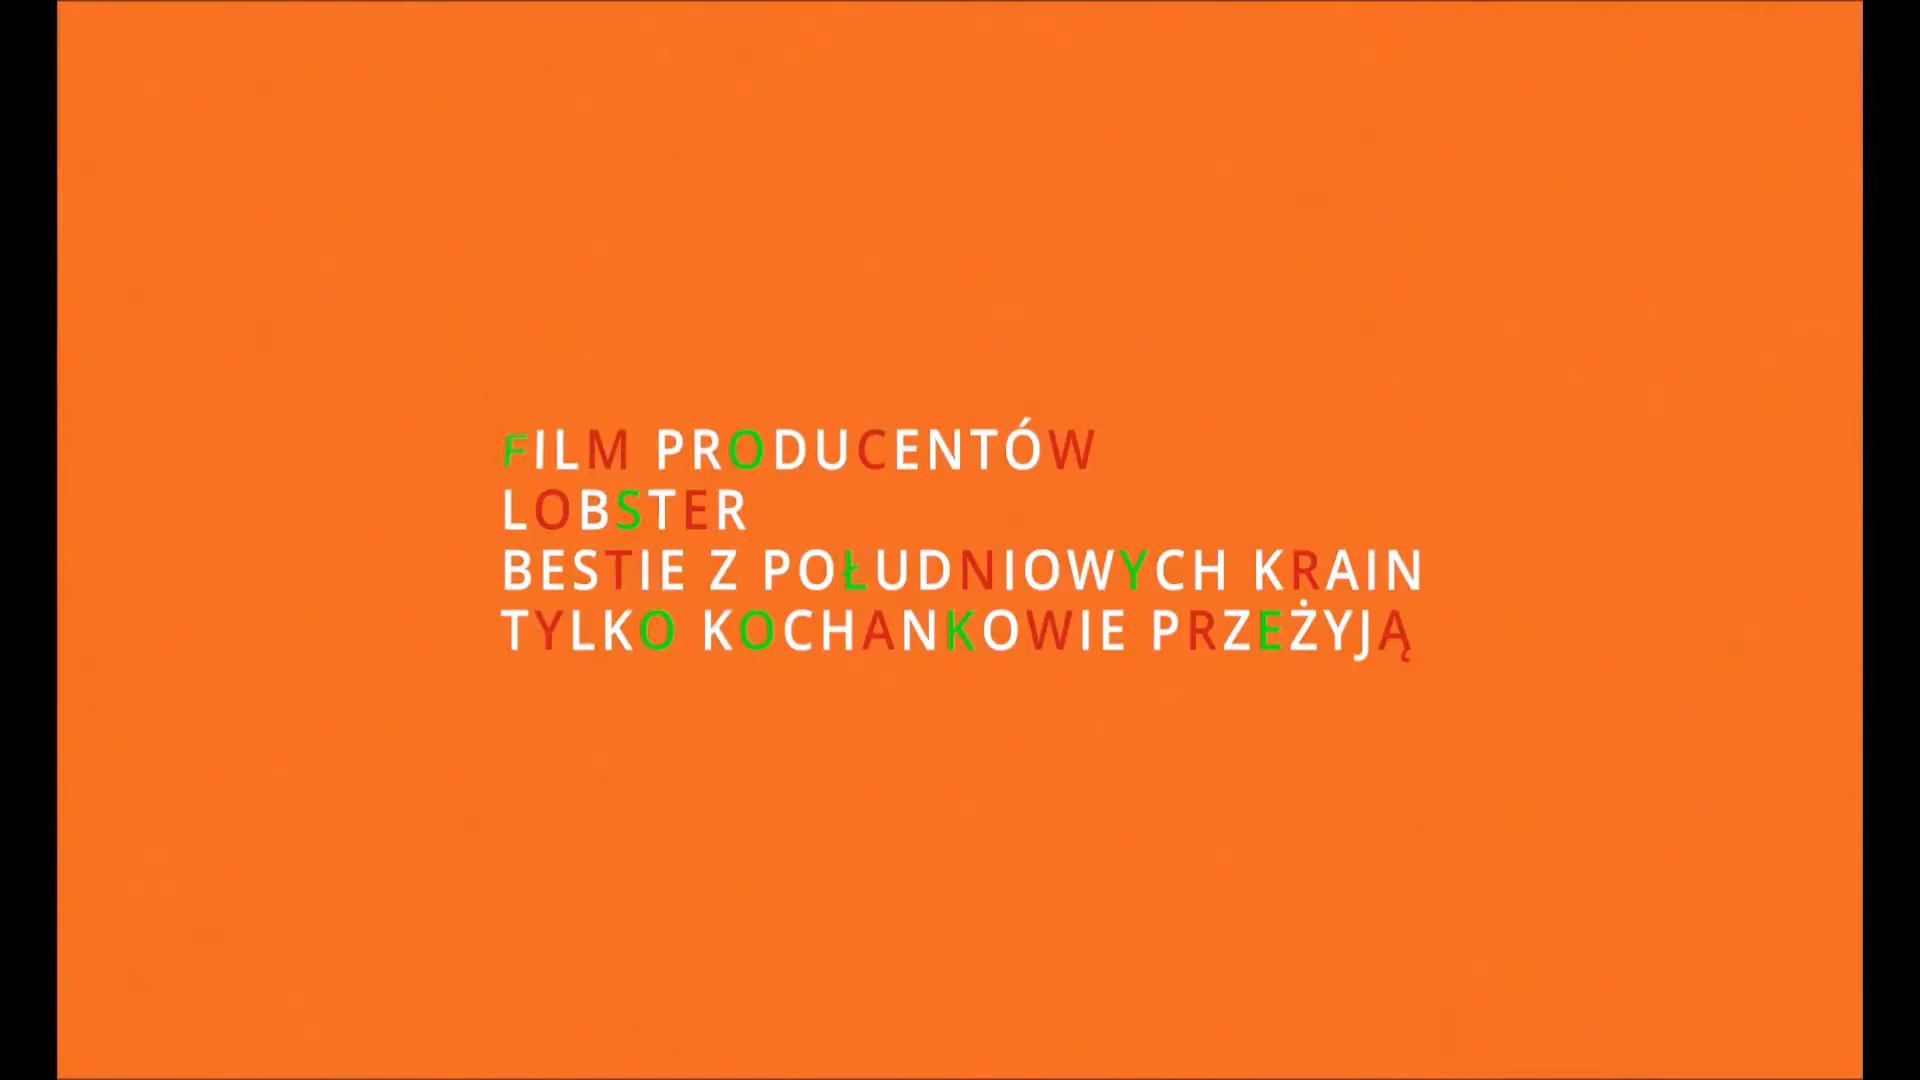 FILM PRODUCENTÓW
LOBSTER
BESTIE Z POŁUDNIOWYCH KRAIN
TYLKO KOCHANKOWIE PRZEŻYJĄ